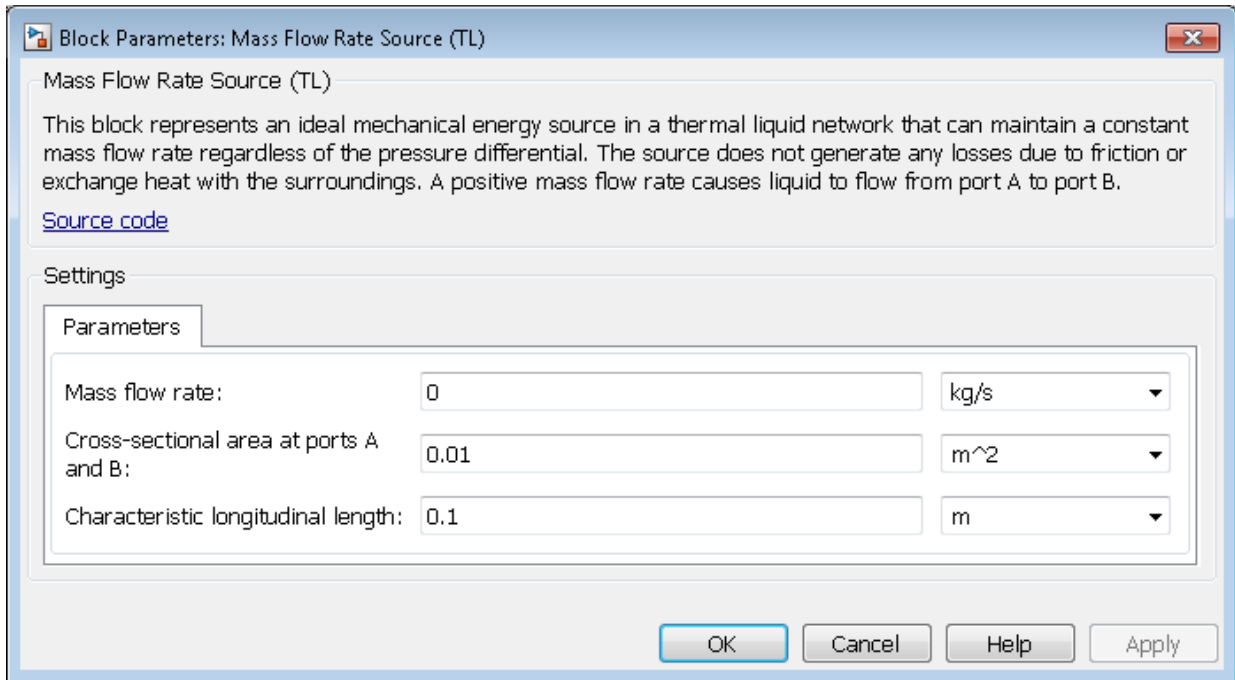 Block Parameters: Mass Flow Rate Source (TL)
Mass Flow Rate Source (TL)
This block represents an ideal mechanical energy source in a thermal liquid network that can maintain a constant
mass flow rate regardless of the pressure differential. The source does not generate any losses due to friction or
exchange heat with the surroundings. A positive mass flow rate causes liquid to flow from port A to port B.
Source code
Settings
Parameters
Mass flow rate: 0 kg/s
Cross-sectional area at ports A
and B: 0.01 m^2
Characteristic longitudinal length: 0.1 m
OK Cancel Help Apply